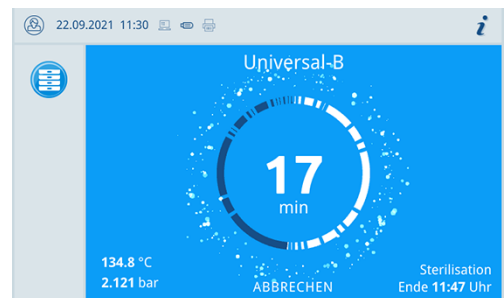 22.09.2021 11:30
i
Universal-B
17
min
134.8 °C
2.121 bar
ABBRECHEN
Sterilisation
Ende 11:47 Uhr